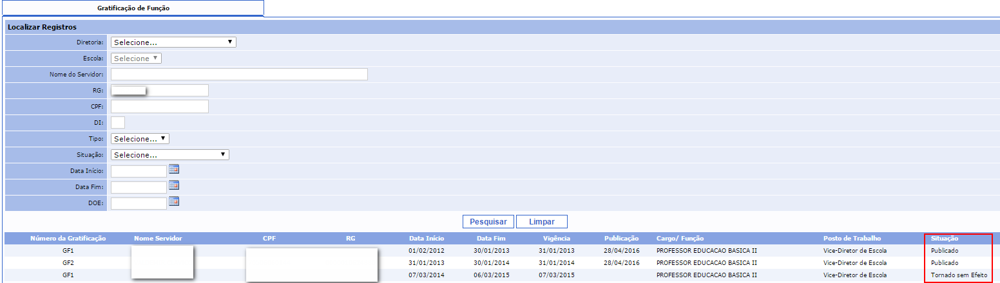 Gratificação de Função
Localizar Registros
Diretoria: Selecione...
Escola: Selecione
Nome do Servidor:
RG:
CPF:
DI:
Tipo: Selecione...
Situação: Selecione...
Data Início:
Data Fim:
DOE:
Pesquisar Limpar
Número da Gratificação Nome Servidor CPF RG Data Início Data Fim Vigência Publicação Cargo/ Função Posto de Trabalho Situação
GF1 01/02/2012 30/01/2013 31/01/2013 28/04/2016 PROFESSOR EDUCACAO BASICA II Vice-Diretor de Escola Publicado
GF2 31/01/2013 30/01/2014 31/01/2014 28/04/2016 PROFESSOR EDUCACAO BASICA II Vice-Diretor de Escola Publicado
GF1 07/03/2014 06/03/2015 07/03/2015 PROFESSOR EDUCACAO BASICA II Vice-Diretor de Escola Tornado sem Efeito